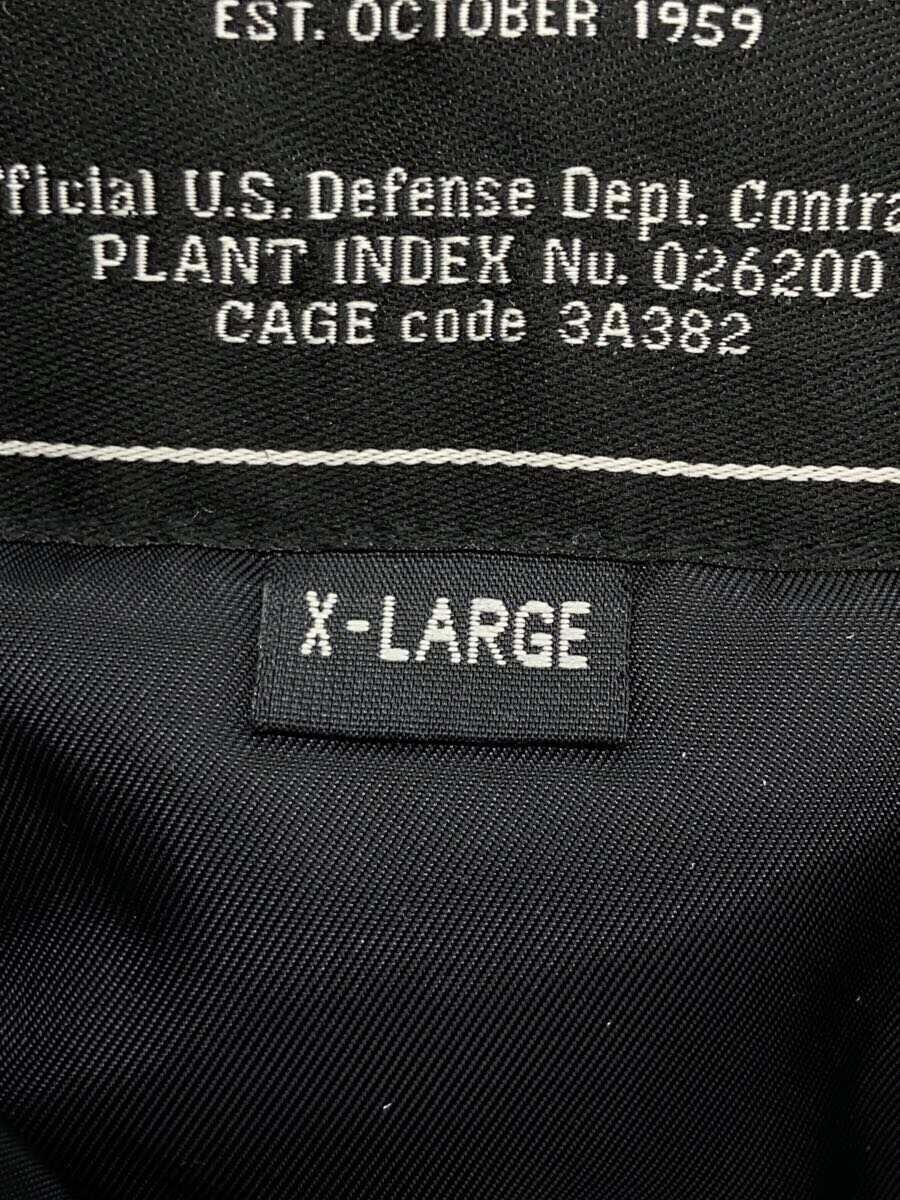 EST. OCTOBER 1959
fficial U.S. Defense Dept. Contra
PLANT INDEX No. 026200
CAGE code 3A382
X-LARGE